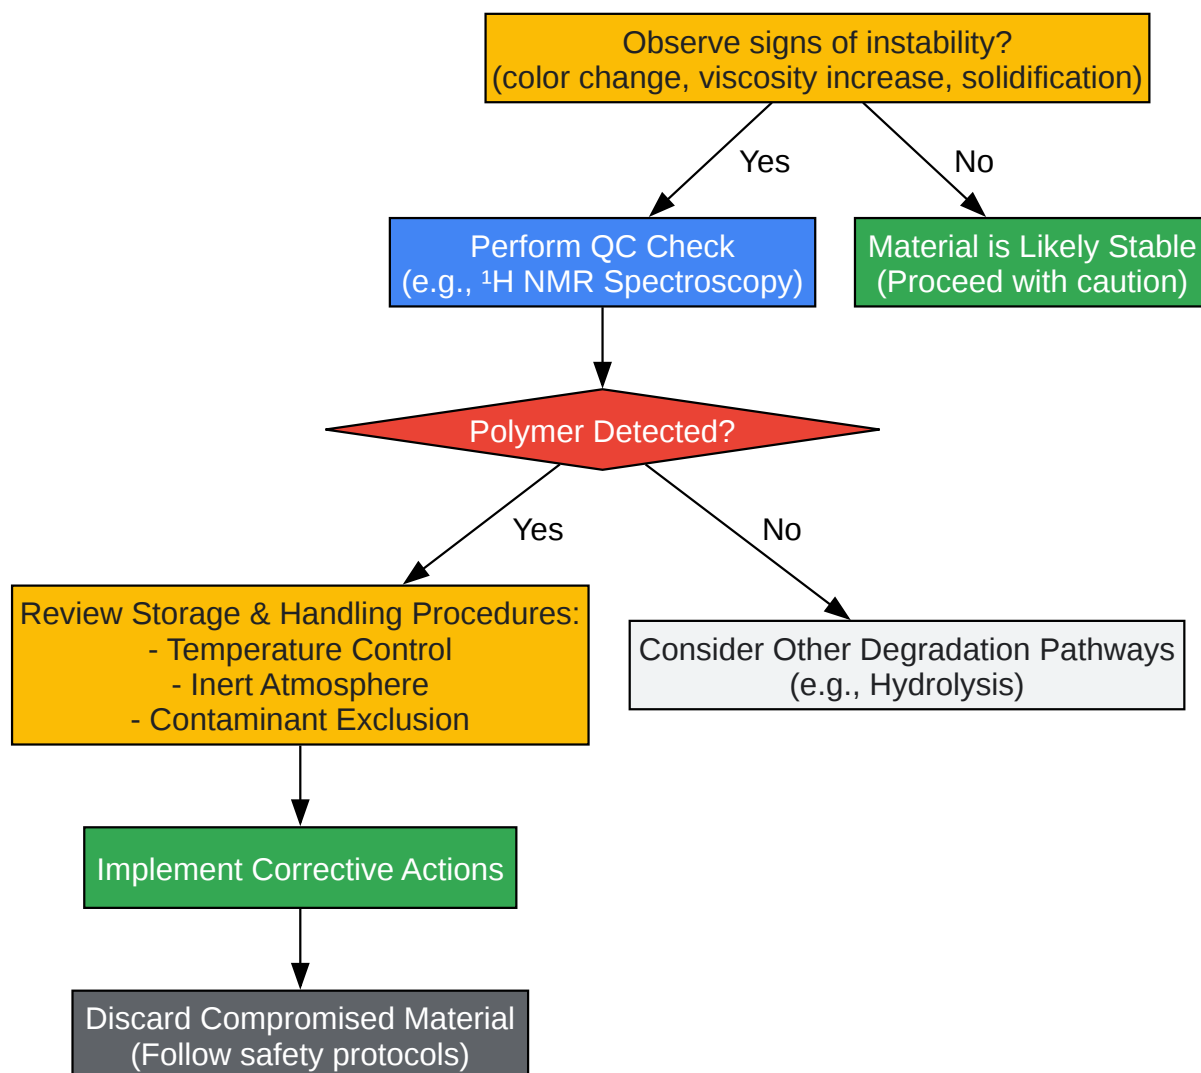 Observe signs of instability?
(color change, viscosity increase, solidification)
Yes
No
Perform QC Check
(e.g., ¹H NMR Spectroscopy)
Material is Likely Stable
(Proceed with caution)
Polymer Detected?
Yes
No
Review Storage & Handling Procedures:
- Temperature Control
- Inert Atmosphere
- Contaminant Exclusion
Consider Other Degradation Pathways
(e.g., Hydrolysis)
Implement Corrective Actions
Discard Compromised Material
(Follow safety protocols)